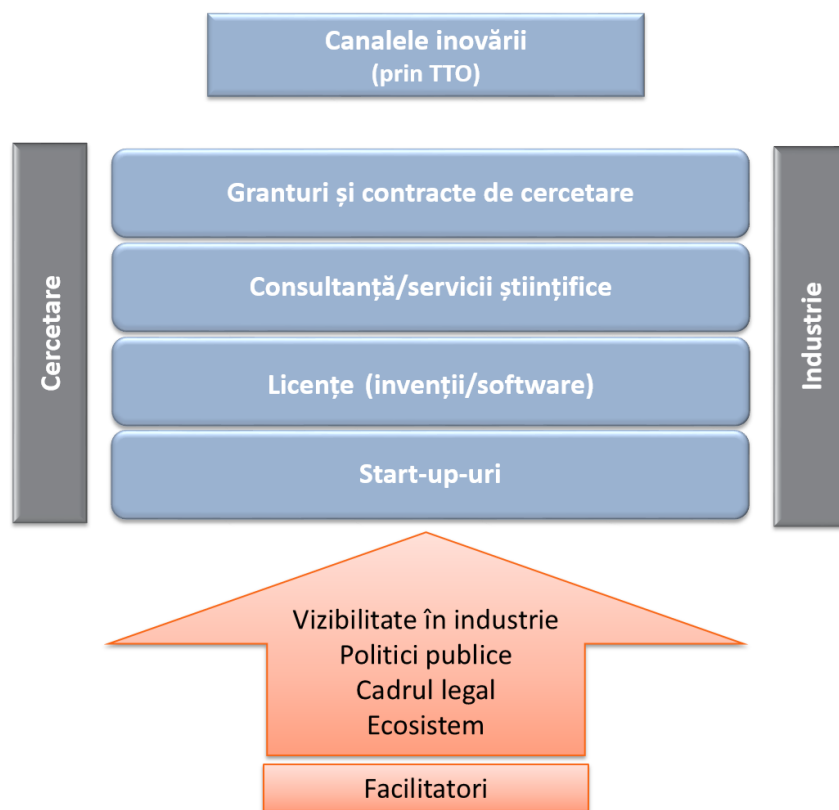 Canalele inovării
(prin TTO)
Cercetare
Granturi și contracte de cercetare
Consultanță/servicii științifice
Licențe (invenții/software)
Start-up-uri
Industrie
Vizibilitate în industrie
Politici publice
Cadrul legal
Ecosistem
Facilitatori